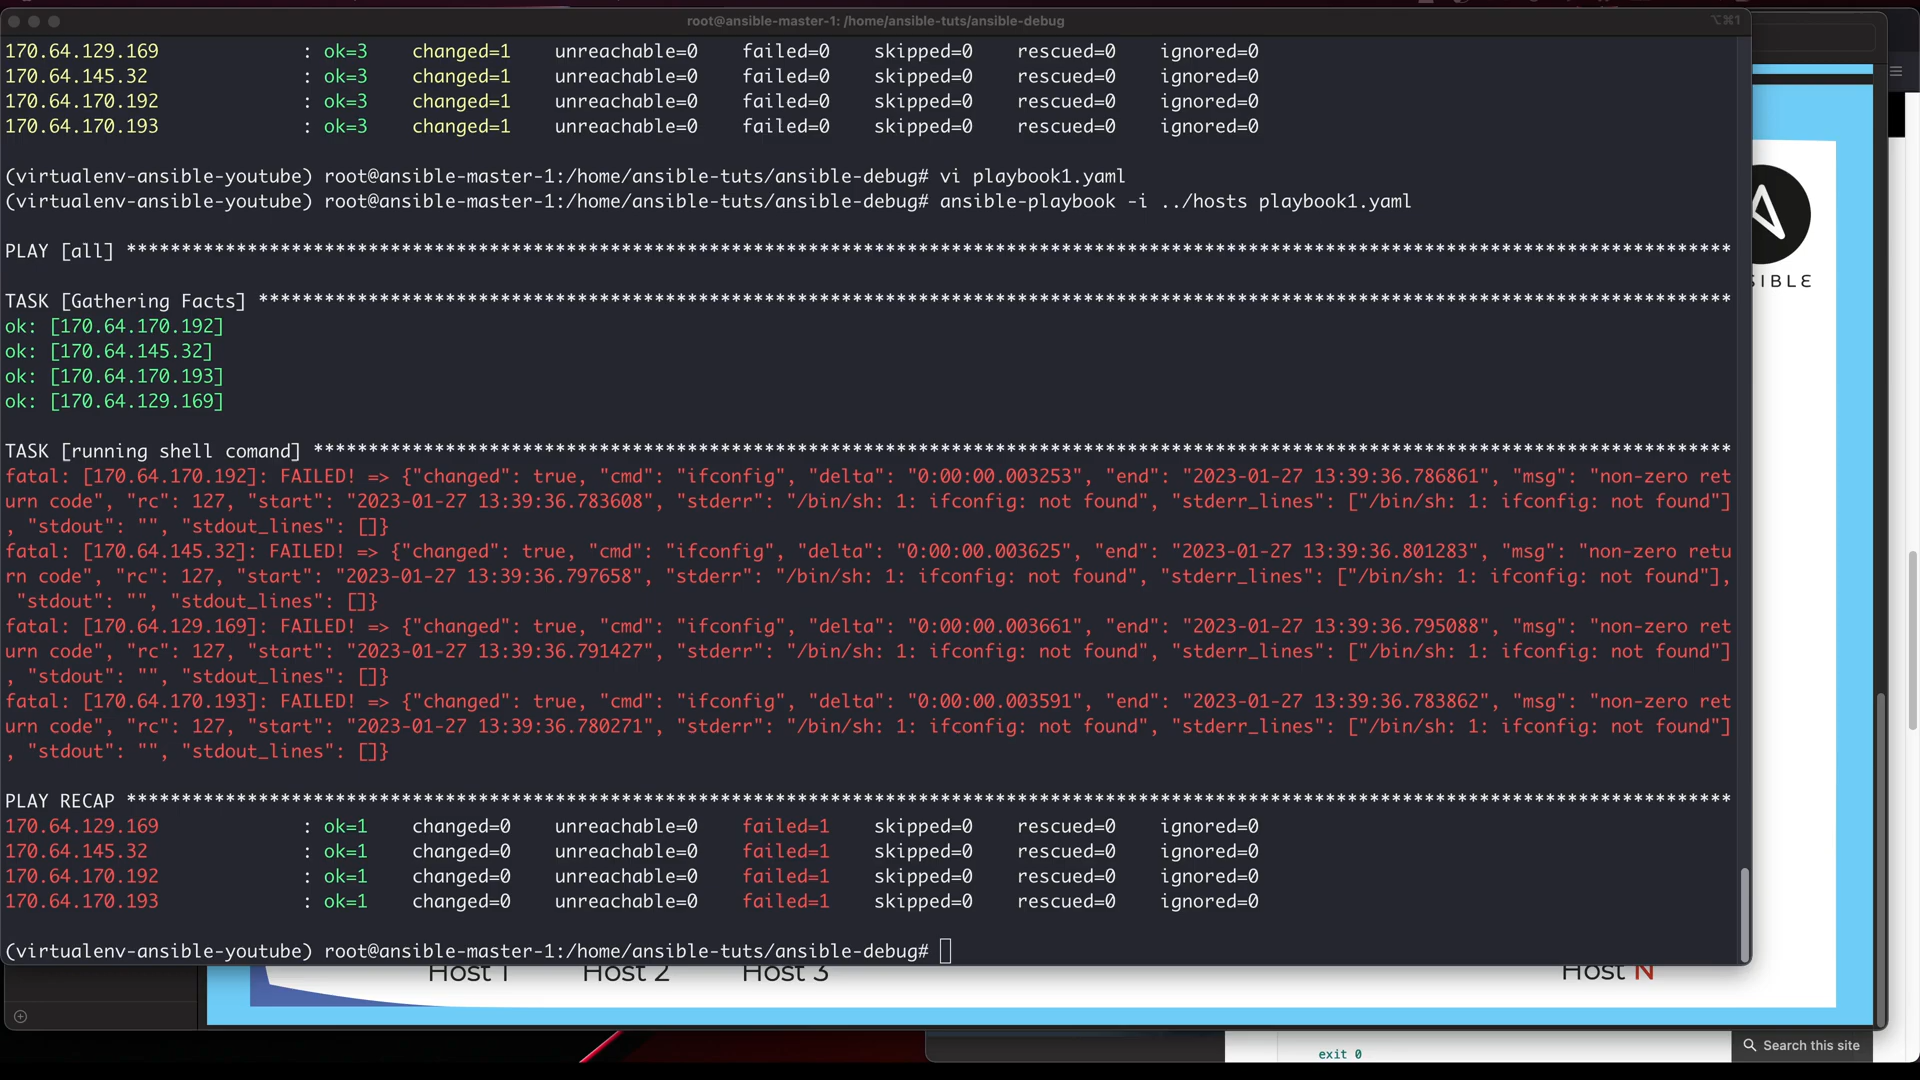 root@ansible-master-1: /home/ansible-tuts/ansible-debug ⌥⌘1
170.64.129.169 : ok=3 changed=1 unreachable=0 failed=0 skipped=0 rescued=0 ignored=0
170.64.145.32 : ok=3 changed=1 unreachable=0 failed=0 skipped=0 rescued=0 ignored=0
170.64.170.192 : ok=3 changed=1 unreachable=0 failed=0 skipped=0 rescued=0 ignored=0
170.64.170.193 : ok=3 changed=1 unreachable=0 failed=0 skipped=0 rescued=0 ignored=0
(virtualenv-ansible-youtube) root@ansible-master-1:/home/ansible-tuts/ansible-debug# vi playbook1.yaml
(virtualenv-ansible-youtube) root@ansible-master-1:/home/ansible-tuts/ansible-debug# ansible-playbook -i ../hosts playbook1.yaml
PLAY [all] **************************************************************************************************************************************************
TASK [Gathering Facts] **************************************************************************************************************************************
ok: [170.64.170.192]
ok: [170.64.145.32]
ok: [170.64.170.193]
ok: [170.64.129.169]
TASK [running shell comand] *********************************************************************************************************************************
fatal: [170.64.170.192]: FAILED! => {"changed": true, "cmd": "ifconfig", "delta": "0:00:00.003253", "end": "2023-01-27 13:39:36.786861", "msg": "non-zero ret
urn code", "rc": 127, "start": "2023-01-27 13:39:36.783608", "stderr": "/bin/sh: 1: ifconfig: not found", "stderr_lines": ["/bin/sh: 1: ifconfig: not found"]
, "stdout": "", "stdout_lines": []}
fatal: [170.64.145.32]: FAILED! => {"changed": true, "cmd": "ifconfig", "delta": "0:00:00.003625", "end": "2023-01-27 13:39:36.801283", "msg": "non-zero retu
rn code", "rc": 127, "start": "2023-01-27 13:39:36.797658", "stderr": "/bin/sh: 1: ifconfig: not found", "stderr_lines": ["/bin/sh: 1: ifconfig: not found"],
"stdout": "", "stdout_lines": []}
fatal: [170.64.129.169]: FAILED! => {"changed": true, "cmd": "ifconfig", "delta": "0:00:00.003661", "end": "2023-01-27 13:39:36.795088", "msg": "non-zero ret
urn code", "rc": 127, "start": "2023-01-27 13:39:36.791427", "stderr": "/bin/sh: 1: ifconfig: not found", "stderr_lines": ["/bin/sh: 1: ifconfig: not found"]
, "stdout": "", "stdout_lines": []}
fatal: [170.64.170.193]: FAILED! => {"changed": true, "cmd": "ifconfig", "delta": "0:00:00.003591", "end": "2023-01-27 13:39:36.783862", "msg": "non-zero ret
urn code", "rc": 127, "start": "2023-01-27 13:39:36.780271", "stderr": "/bin/sh: 1: ifconfig: not found", "stderr_lines": ["/bin/sh: 1: ifconfig: not found"]
, "stdout": "", "stdout_lines": []}
PLAY RECAP **************************************************************************************************************************************************
170.64.129.169 : ok=1 changed=0 unreachable=0 failed=1 skipped=0 rescued=0 ignored=0
170.64.145.32 : ok=1 changed=0 unreachable=0 failed=1 skipped=0 rescued=0 ignored=0
170.64.170.192 : ok=1 changed=0 unreachable=0 failed=1 skipped=0 rescued=0 ignored=0
170.64.170.193 : ok=1 changed=0 unreachable=0 failed=1 skipped=0 rescued=0 ignored=0
(virtualenv-ansible-youtube) root@ansible-master-1:/home/ansible-tuts/ansible-debug#
SIBLE
Host 1 Host 2 Host 3 Host N
exit 0
Search this site